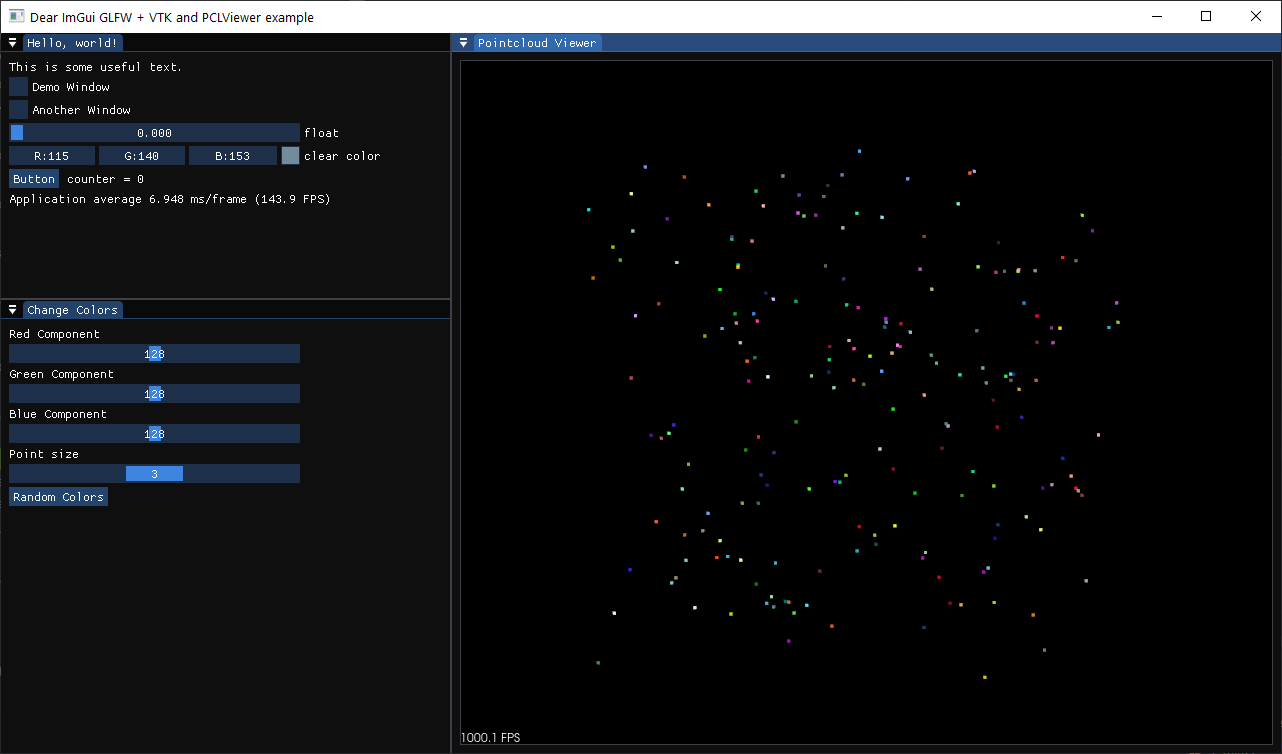 Dear ImGui GLFW + VTK and PCLViewer example
Hello, world!
This is some useful text.
Demo Window
Another Window
0.000 float
R:115 G:140 B:153 clear color
Button counter = 0
Application average 6.948 ms/frame (143.9 FPS)
Change Colors
Red Component
128
Green Component
128
Blue Component
128
Point size
3
Random Colors
Pointcloud Viewer
1000.1 FPS